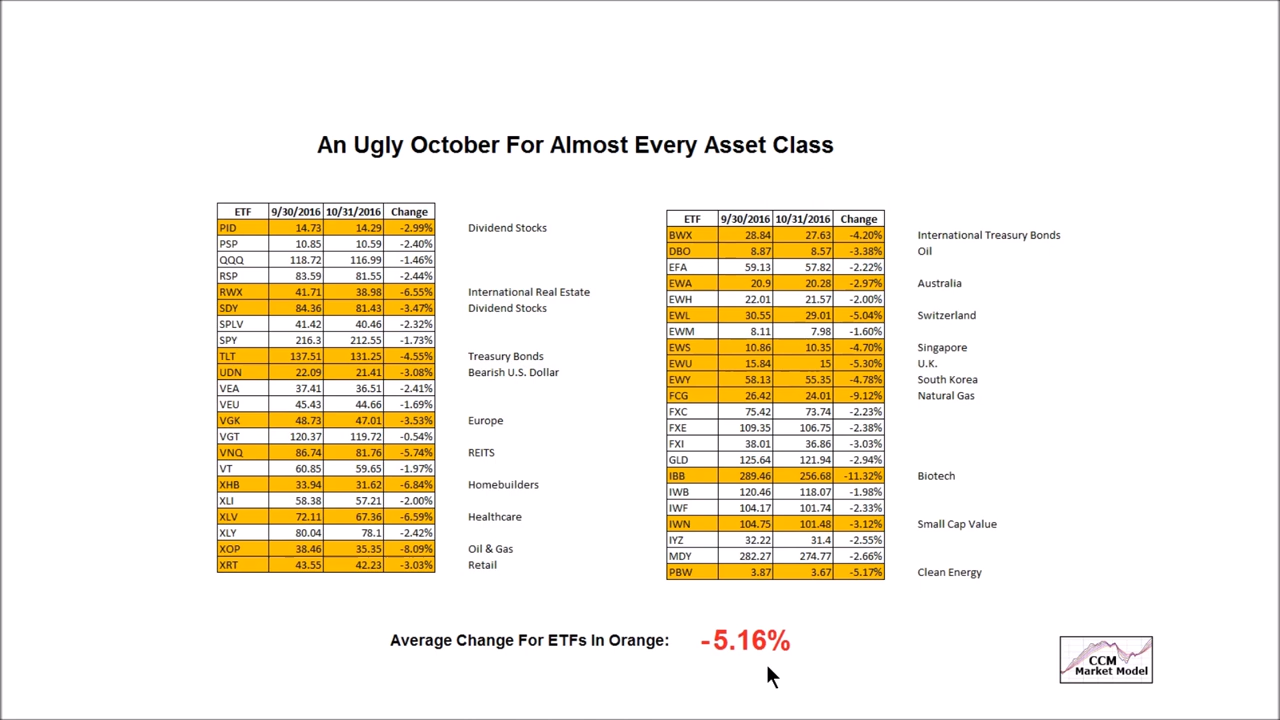 An Ugly October For Almost Every Asset Class
ETF 9/30/2016 10/31/2016 Change
PID 14.73 14.29 -2.99% Dividend Stocks
PSP 10.85 10.59 -2.40%
QQQ 118.72 116.99 -1.46%
RSP 83.59 81.55 -2.44%
RWX 41.71 38.98 -6.55% International Real Estate
SDY 84.36 81.43 -3.47% Dividend Stocks
SPLV 41.42 40.46 -2.32%
SPY 216.3 212.55 -1.73%
TLT 137.51 131.25 -4.55% Treasury Bonds
UDN 22.09 21.41 -3.08% Bearish U.S. Dollar
VEA 37.41 36.51 -2.41%
VEU 45.43 44.66 -1.69%
VGK 48.73 47.01 -3.53% Europe
VGT 120.37 119.72 -0.54%
VNQ 86.74 81.76 -5.74% REITS
VT 60.85 59.65 -1.97%
XHB 33.94 31.62 -6.84% Homebuilders
XLI 58.38 57.21 -2.00%
XLV 72.11 67.36 -6.59% Healthcare
XLY 80.04 78.1 -2.42%
XOP 38.46 35.35 -8.09% Oil & Gas
XRT 43.55 42.23 -3.03% Retail
ETF 9/30/2016 10/31/2016 Change
BWX 28.84 27.63 -4.20% International Treasury Bonds
DBO 8.87 8.57 -3.38% Oil
EFA 59.13 57.82 -2.22%
EWA 20.9 20.28 -2.97% Australia
EWH 22.01 21.57 -2.00%
EWL 30.55 29.01 -5.04% Switzerland
EWM 8.11 7.98 -1.60%
EWS 10.86 10.35 -4.70% Singapore
EWU 15.84 15 -5.30% U.K.
EWY 58.13 55.35 -4.78% South Korea
FCG 26.42 24.01 -9.12% Natural Gas
FXC 75.42 73.74 -2.23%
FXE 109.35 106.75 -2.38%
FXI 38.01 36.86 -3.03%
GLD 125.64 121.94 -2.94%
IBB 289.46 256.68 -11.32% Biotech
IWB 120.46 118.07 -1.98%
IWF 104.17 101.74 -2.33%
IWN 104.75 101.48 -3.12% Small Cap Value
IYZ 32.22 31.4 -2.55%
MDY 282.27 274.77 -2.66%
PBW 3.87 3.67 -5.17% Clean Energy
Average Change For ETFs In Orange: -5.16%
CCM
Market Model